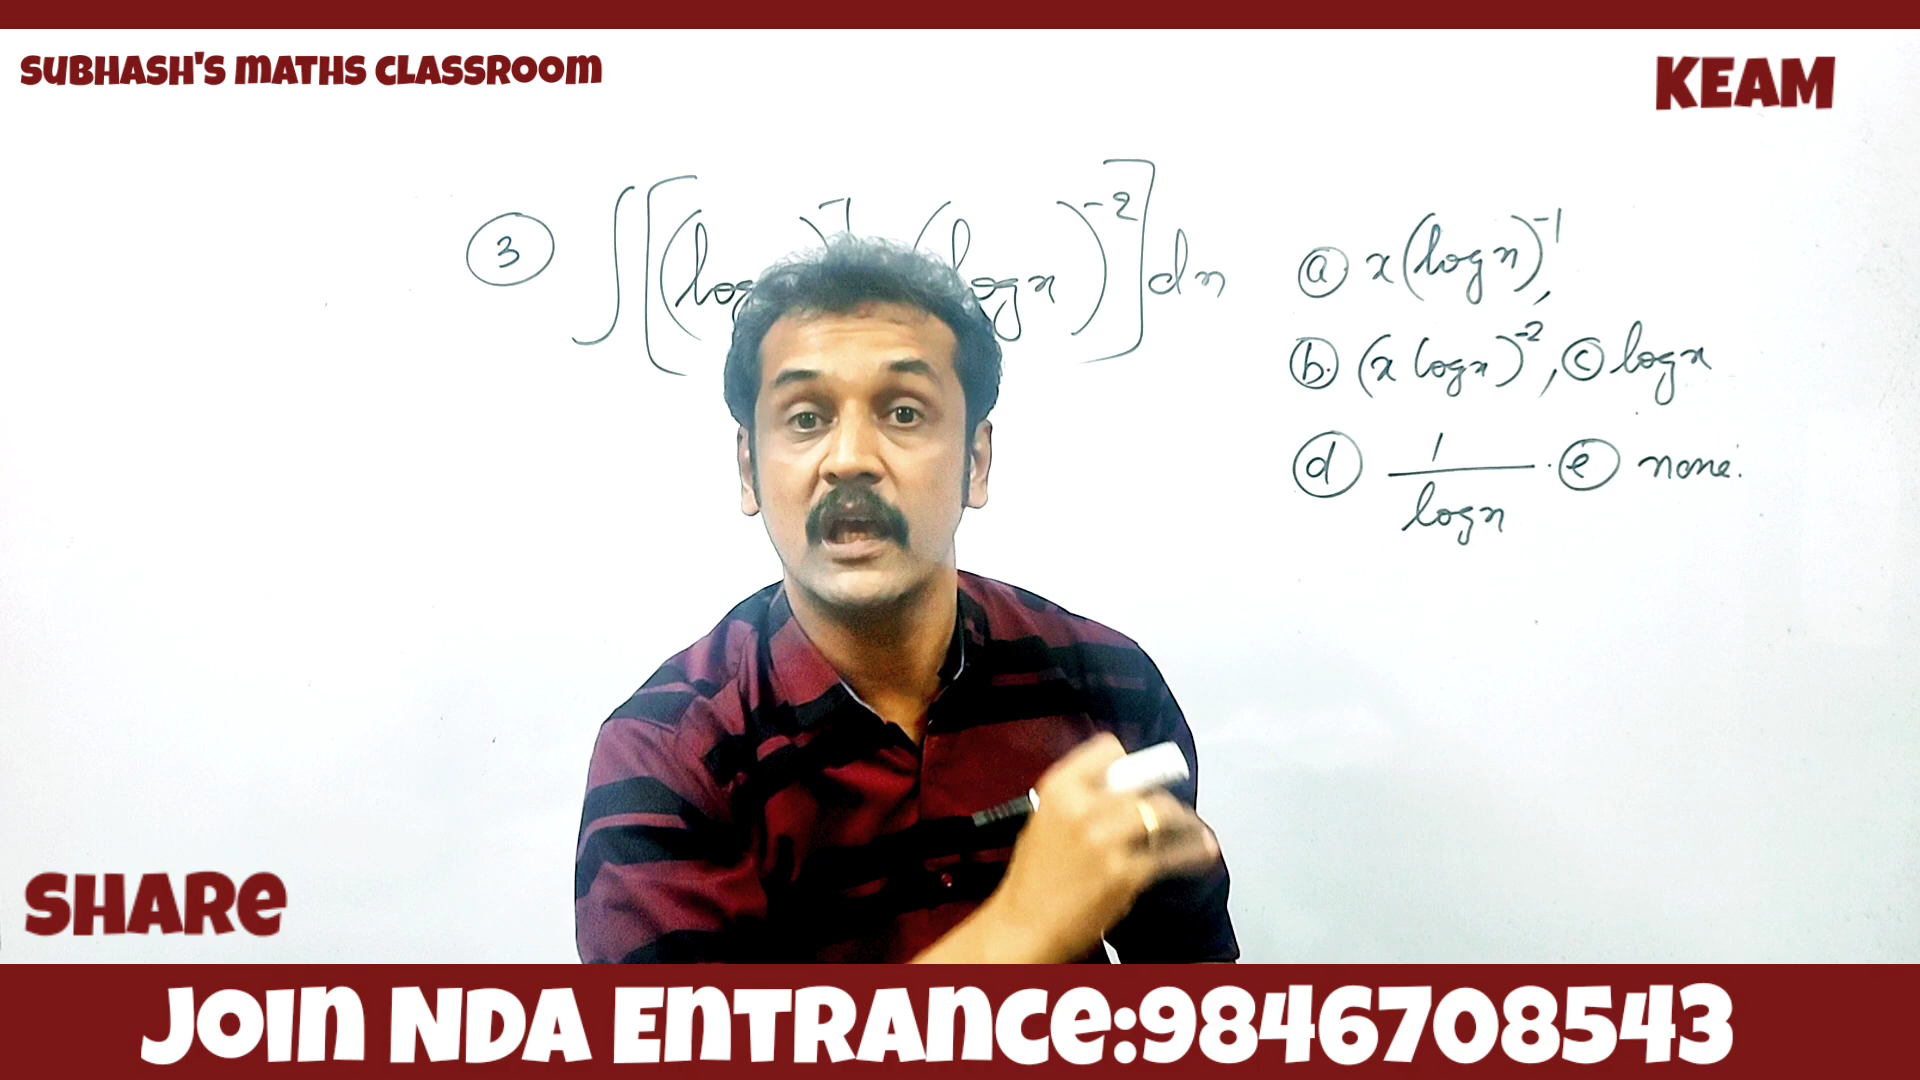 SUBHASH'S MATHS CLASSROOM
KEAM
③ ∫[(log )⁻¹ (log x)⁻²]dx
ⓐ x(log x)⁻¹,
ⓑ (x log x)⁻², ⓒ log x
ⓓ 1/log x . ⓔ none.
SHARE
JOIN NDA ENTRANCE:9846708543